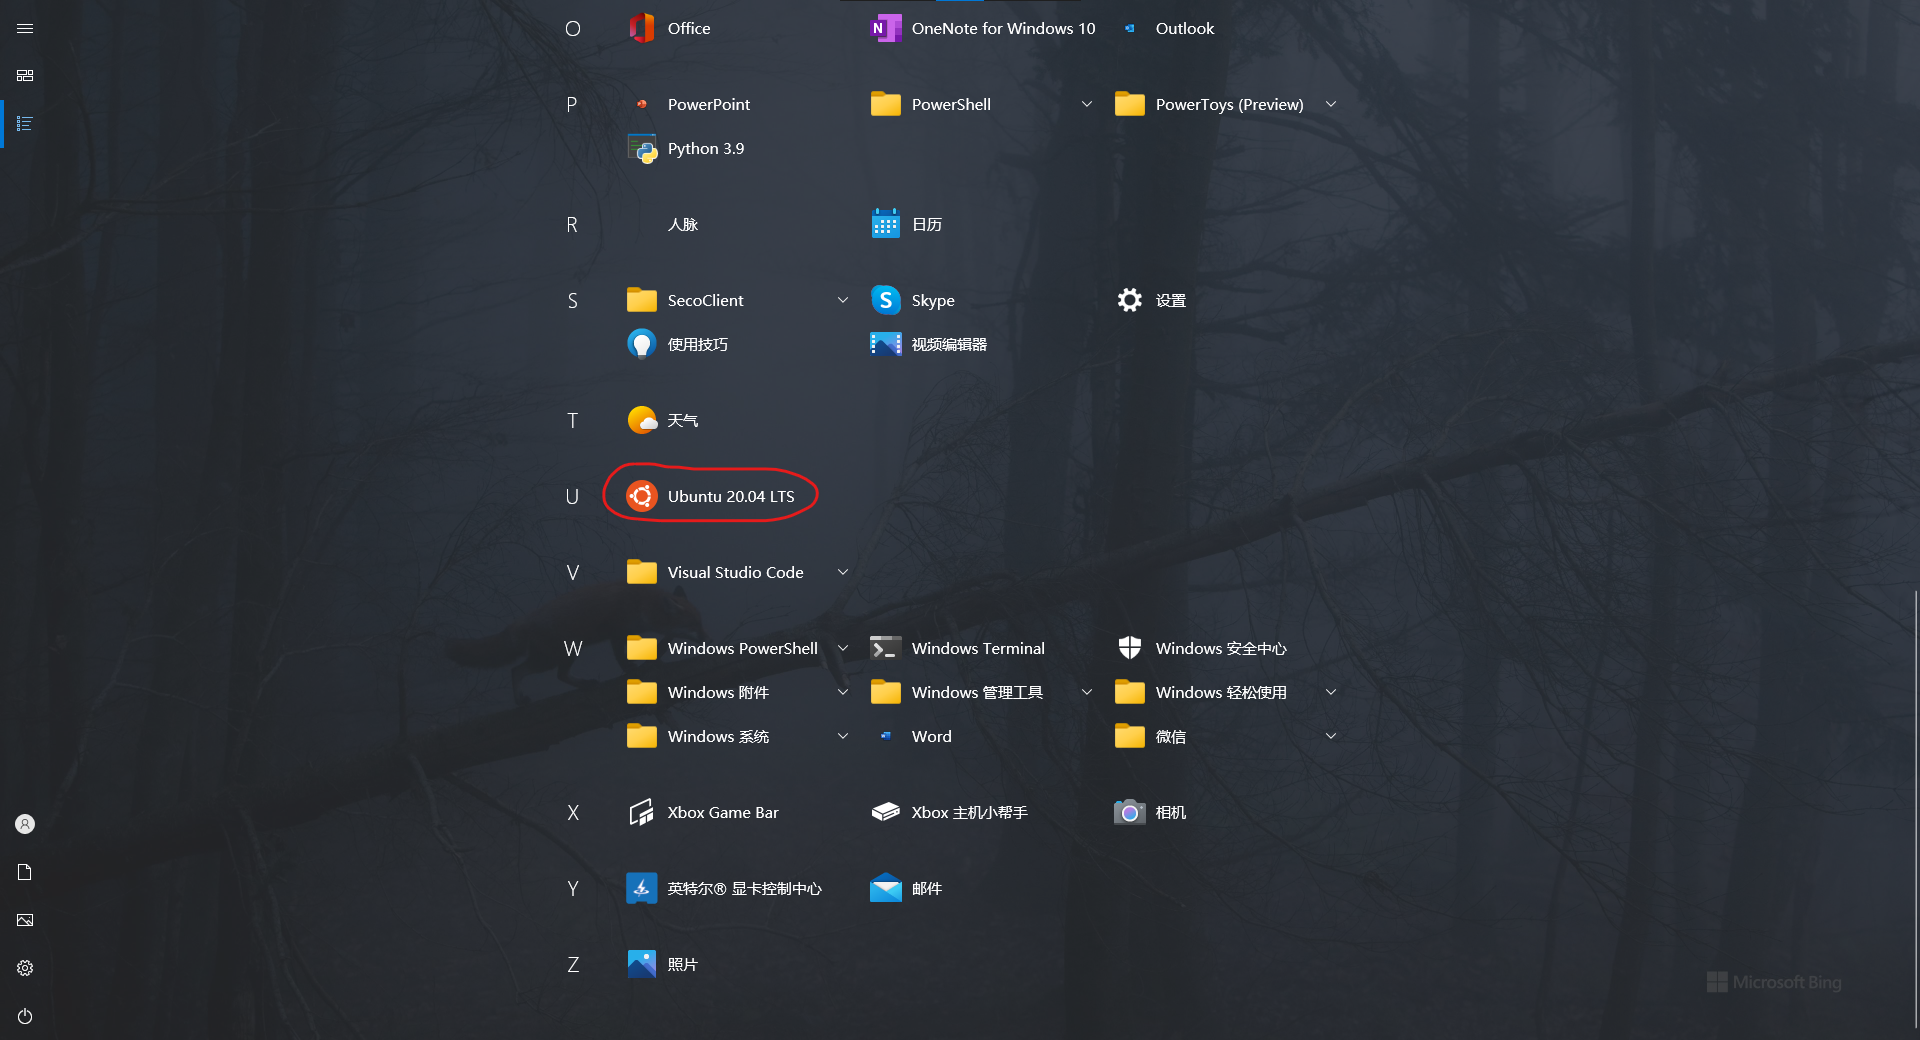 O Office OneNote for Windows 10 Outlook
P PowerPoint PowerShell PowerToys (Preview)
Python 3.9
R 人脉 日历
S SecoClient Skype 设置
使用技巧 视频编辑器
T 天气
U Ubuntu 20.04 LTS
V Visual Studio Code
W Windows PowerShell Windows Terminal Windows 安全中心
Windows 附件 Windows 管理工具 Windows 轻松使用
Windows 系统 Word 微信
X Xbox Game Bar Xbox 主机小帮手 相机
Y 英特尔® 显卡控制中心 邮件
Z 照片
Microsoft Bing